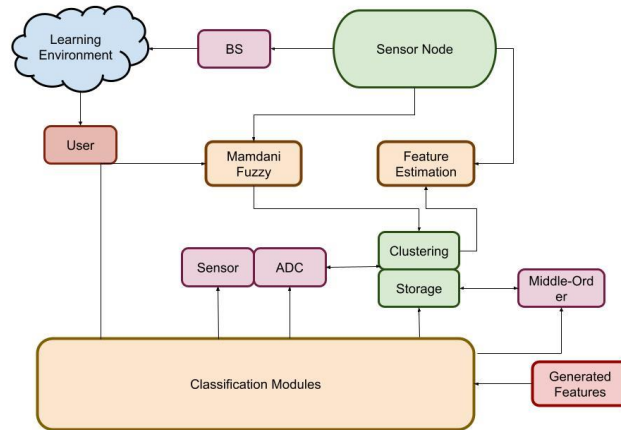 Learning
Environment
BS
Sensor Node
User
Mamdani
Fuzzy
Feature
Estimation
Clustering
Sensor
ADC
Storage
Middle-Ord
er
Classification Modules
Generated
Features